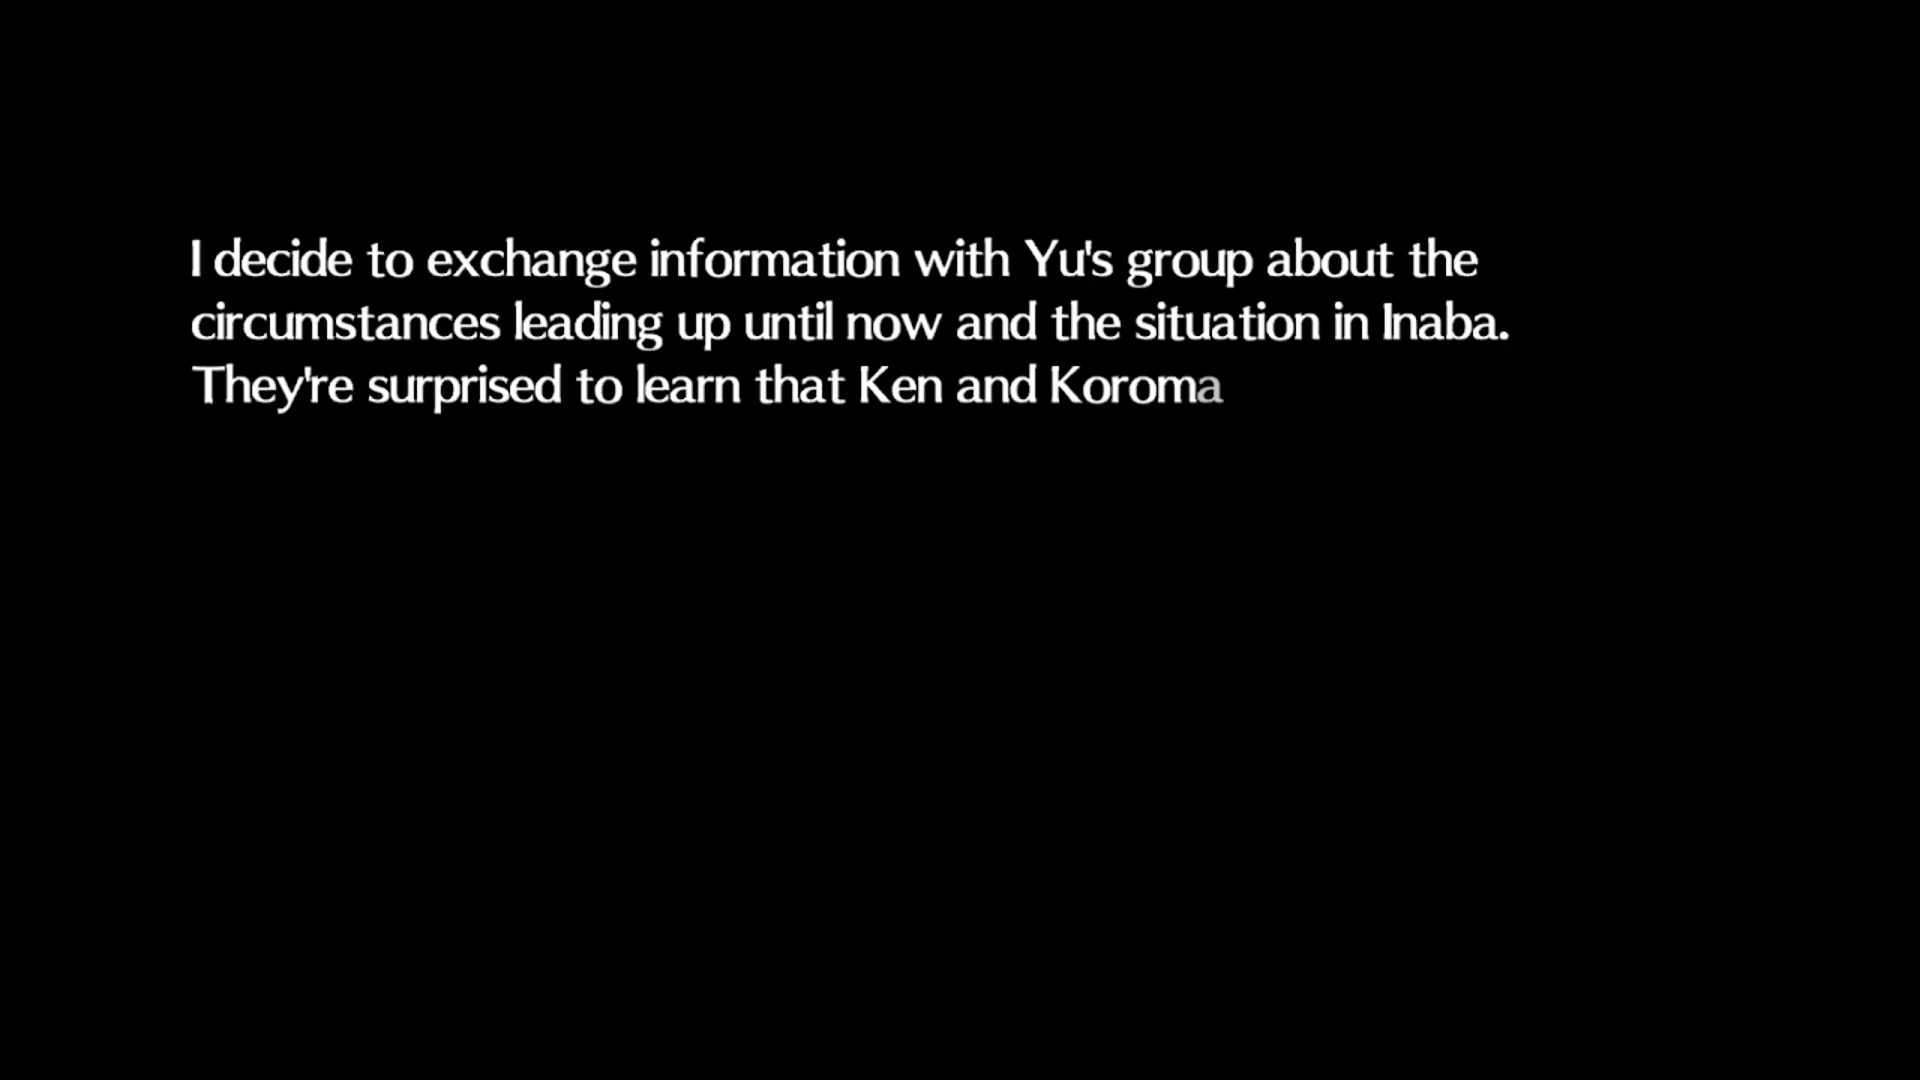 I decide to exchange information with Yu's group about the
circumstances leading up until now and the situation in Inaba.
They're surprised to learn that Ken and Koroma